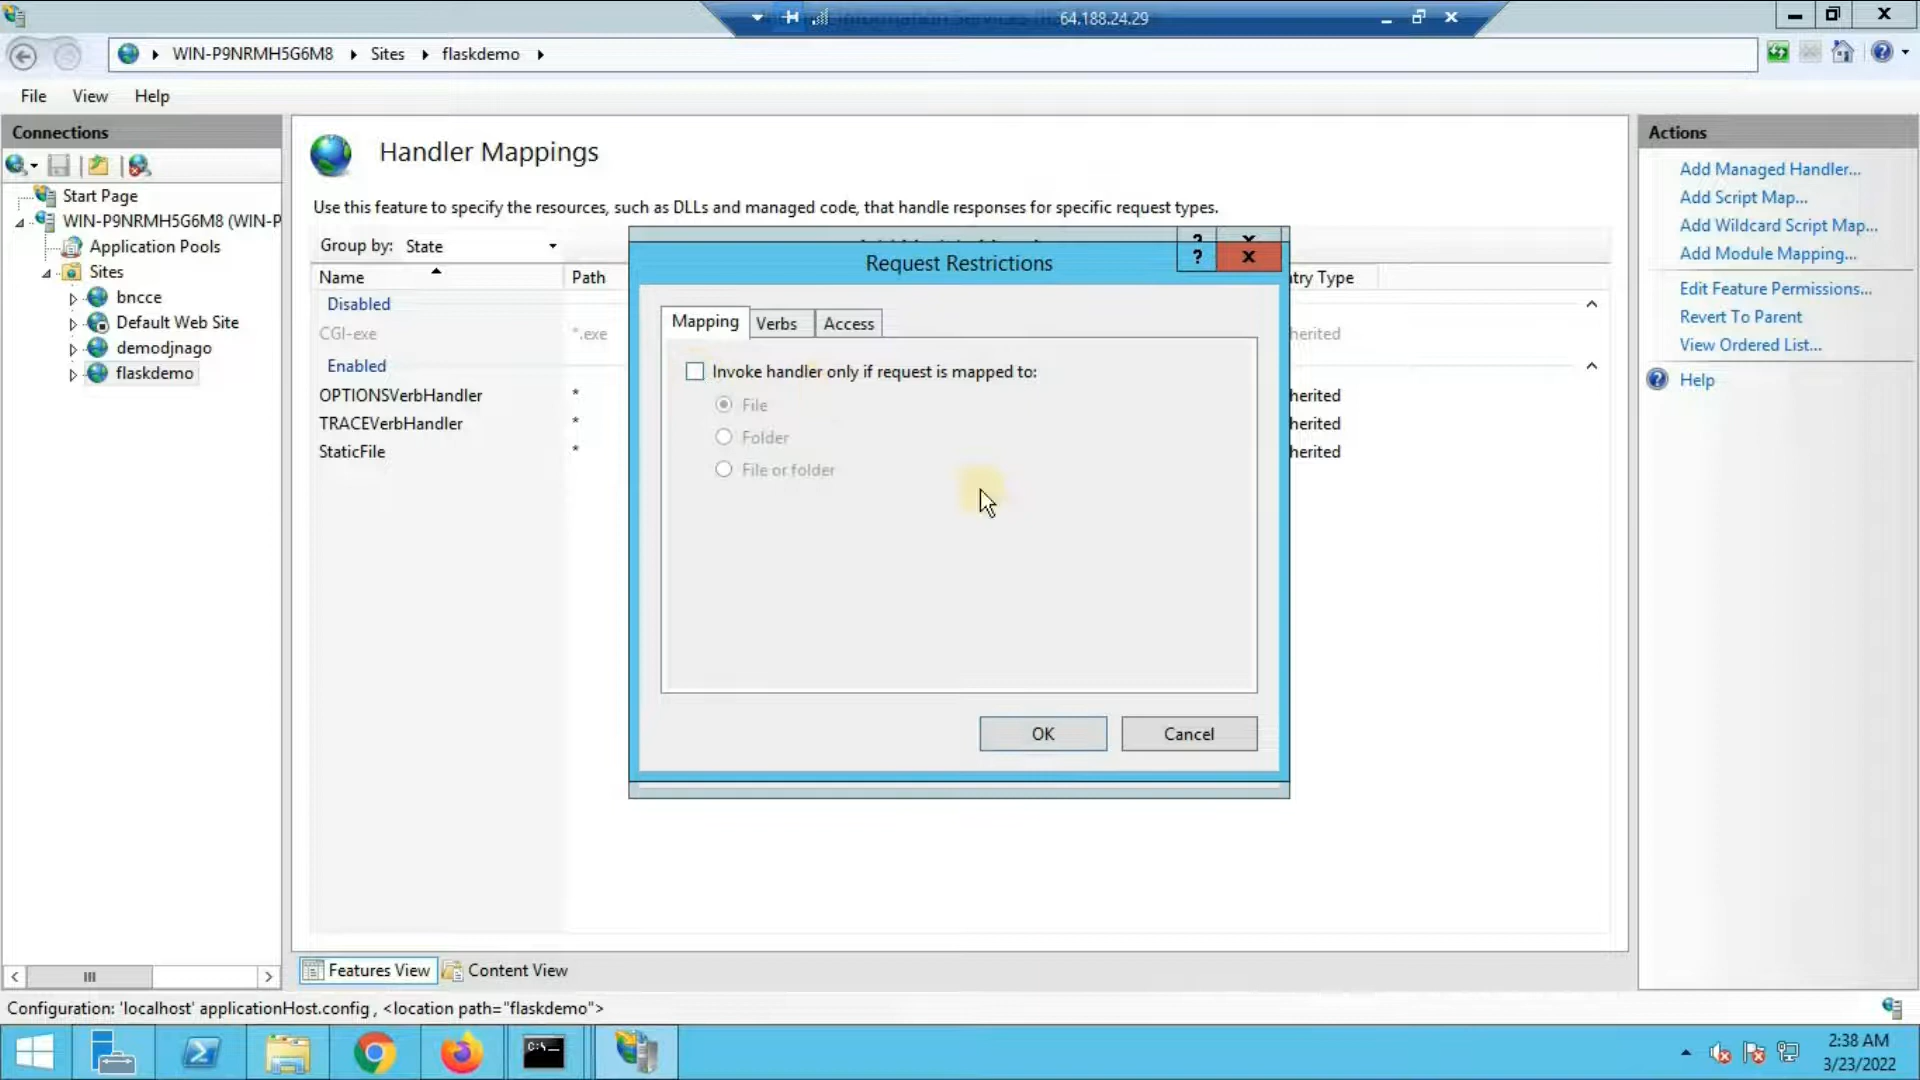 64.188.24.29
WIN-P9NRMH5G6M8
Sites
flaskdemo
File
View
Help
Connections
Start Page
WIN-P9NRMH5G6M8 (WIN-P
Application Pools
Sites
bncce
Default Web Site
demodjnago
flaskdemo
Handler Mappings
Use this feature to specify the resources, such as DLLs and managed code, that handle responses for specific request types.
Group by: State
Name
Path
try Type
Disabled
CGI-exe
*.exe
herited
Enabled
OPTIONSVerbHandler
*
herited
TRACEVerbHandler
*
herited
StaticFile
*
herited
Request Restrictions
?
Mapping
Verbs
Access
Invoke handler only if request is mapped to:
File
Folder
File or folder
OK
Cancel
Actions
Add Managed Handler...
Add Script Map...
Add Wildcard Script Map...
Add Module Mapping...
Edit Feature Permissions...
Revert To Parent
View Ordered List...
Help
Features View
Content View
Configuration: 'localhost' applicationHost.config , <location path="flaskdemo">
2:38 AM
3/23/2022